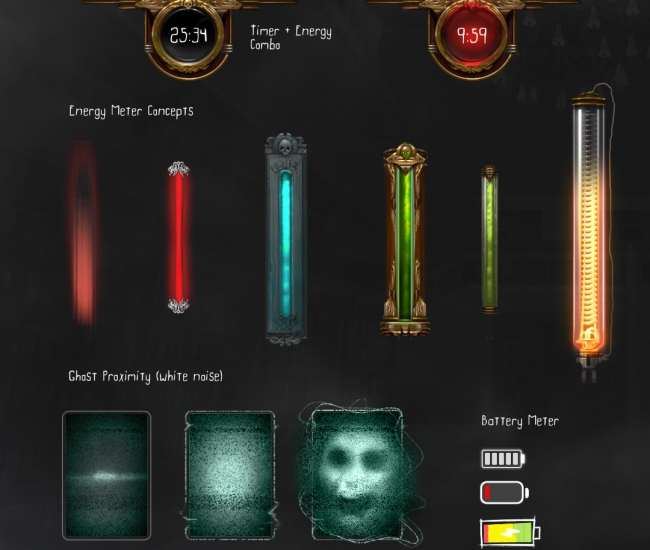 25:34
Timer + Energy
Combo
9:59
Energy Meter Concepts
Ghost Proximity (white noise)
Battery Meter